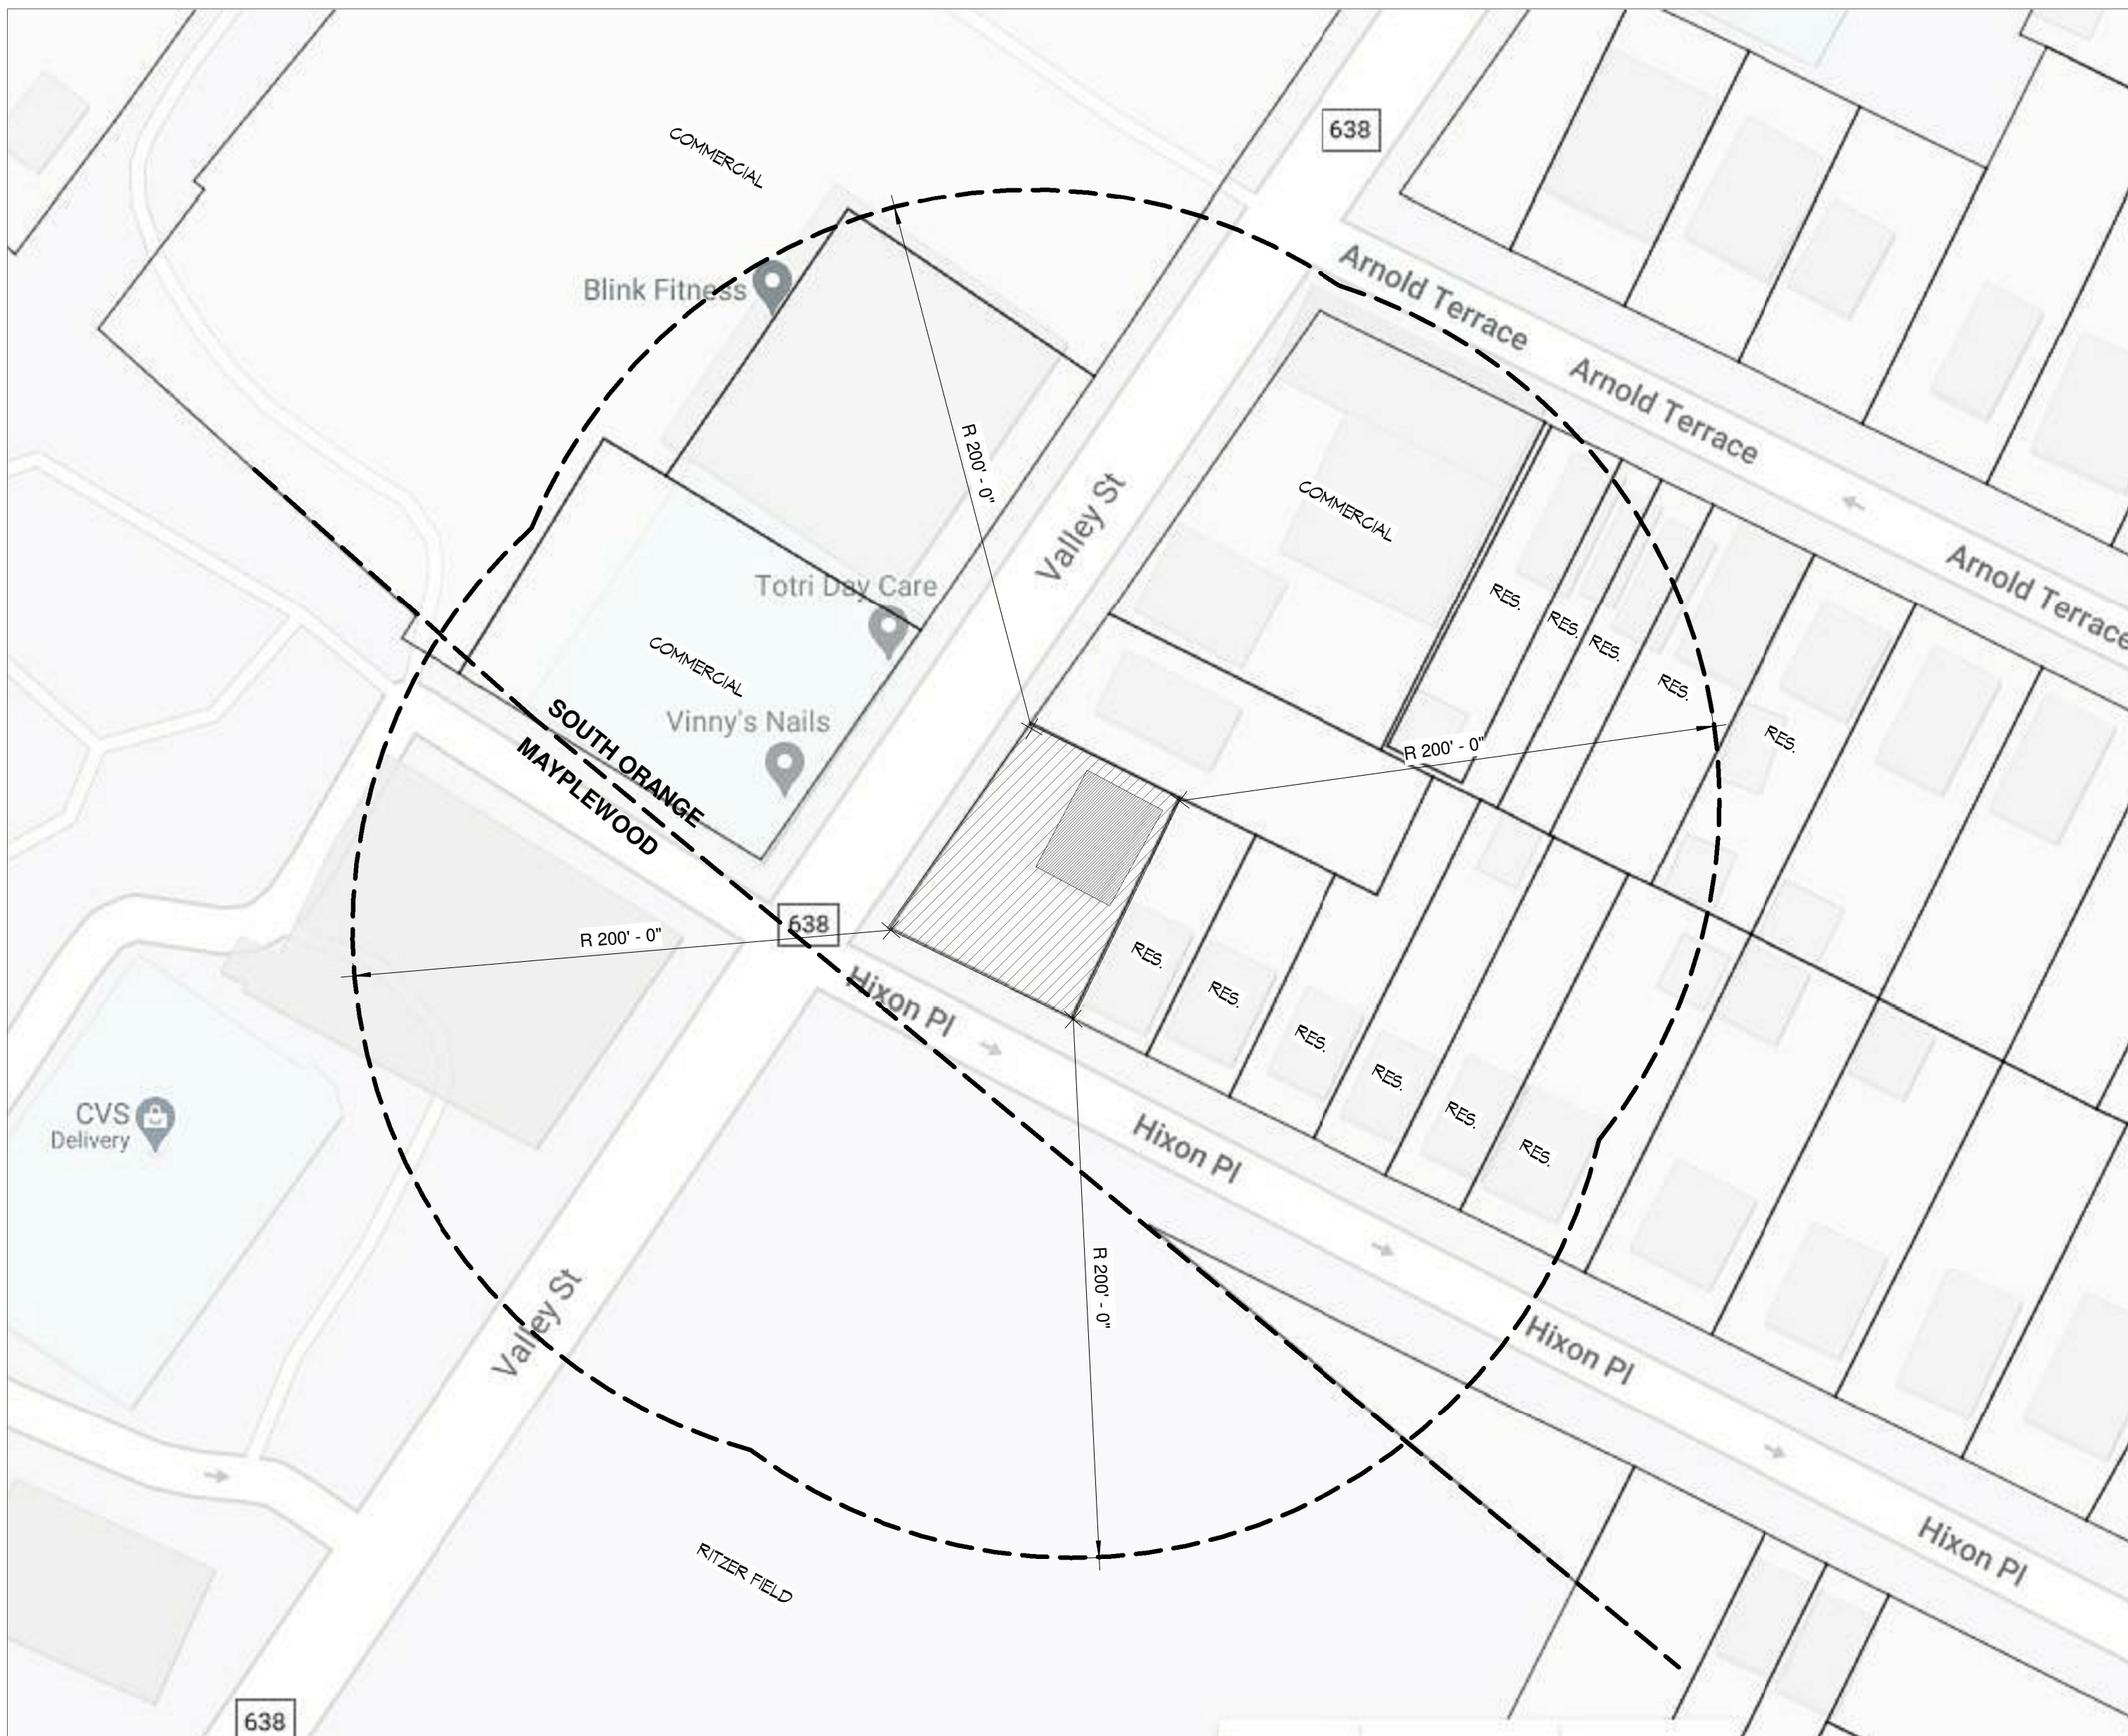 638
COMMERCIAL
Arnold Terrace
Blink Fitness
Arnold Terrace
R 200' - 0"
Valley St
COMMERCIAL
Arnold Terrace
Totri Day Care
RES.
RES.
RES.
COMMERCIAL
RES.
SOUTH ORANGE
Vinny's Nails
RES.
R 200' - 0"
MAYPLEWOOD
638
R 200' - 0"
RES.
RES.
Hixon Pl
RES.
RES.
CVS
Delivery
RES.
RES.
Hixon Pl
R 200' - 0"
Valley St
Hixon Pl
RITZER FIELD
Hixon Pl
638